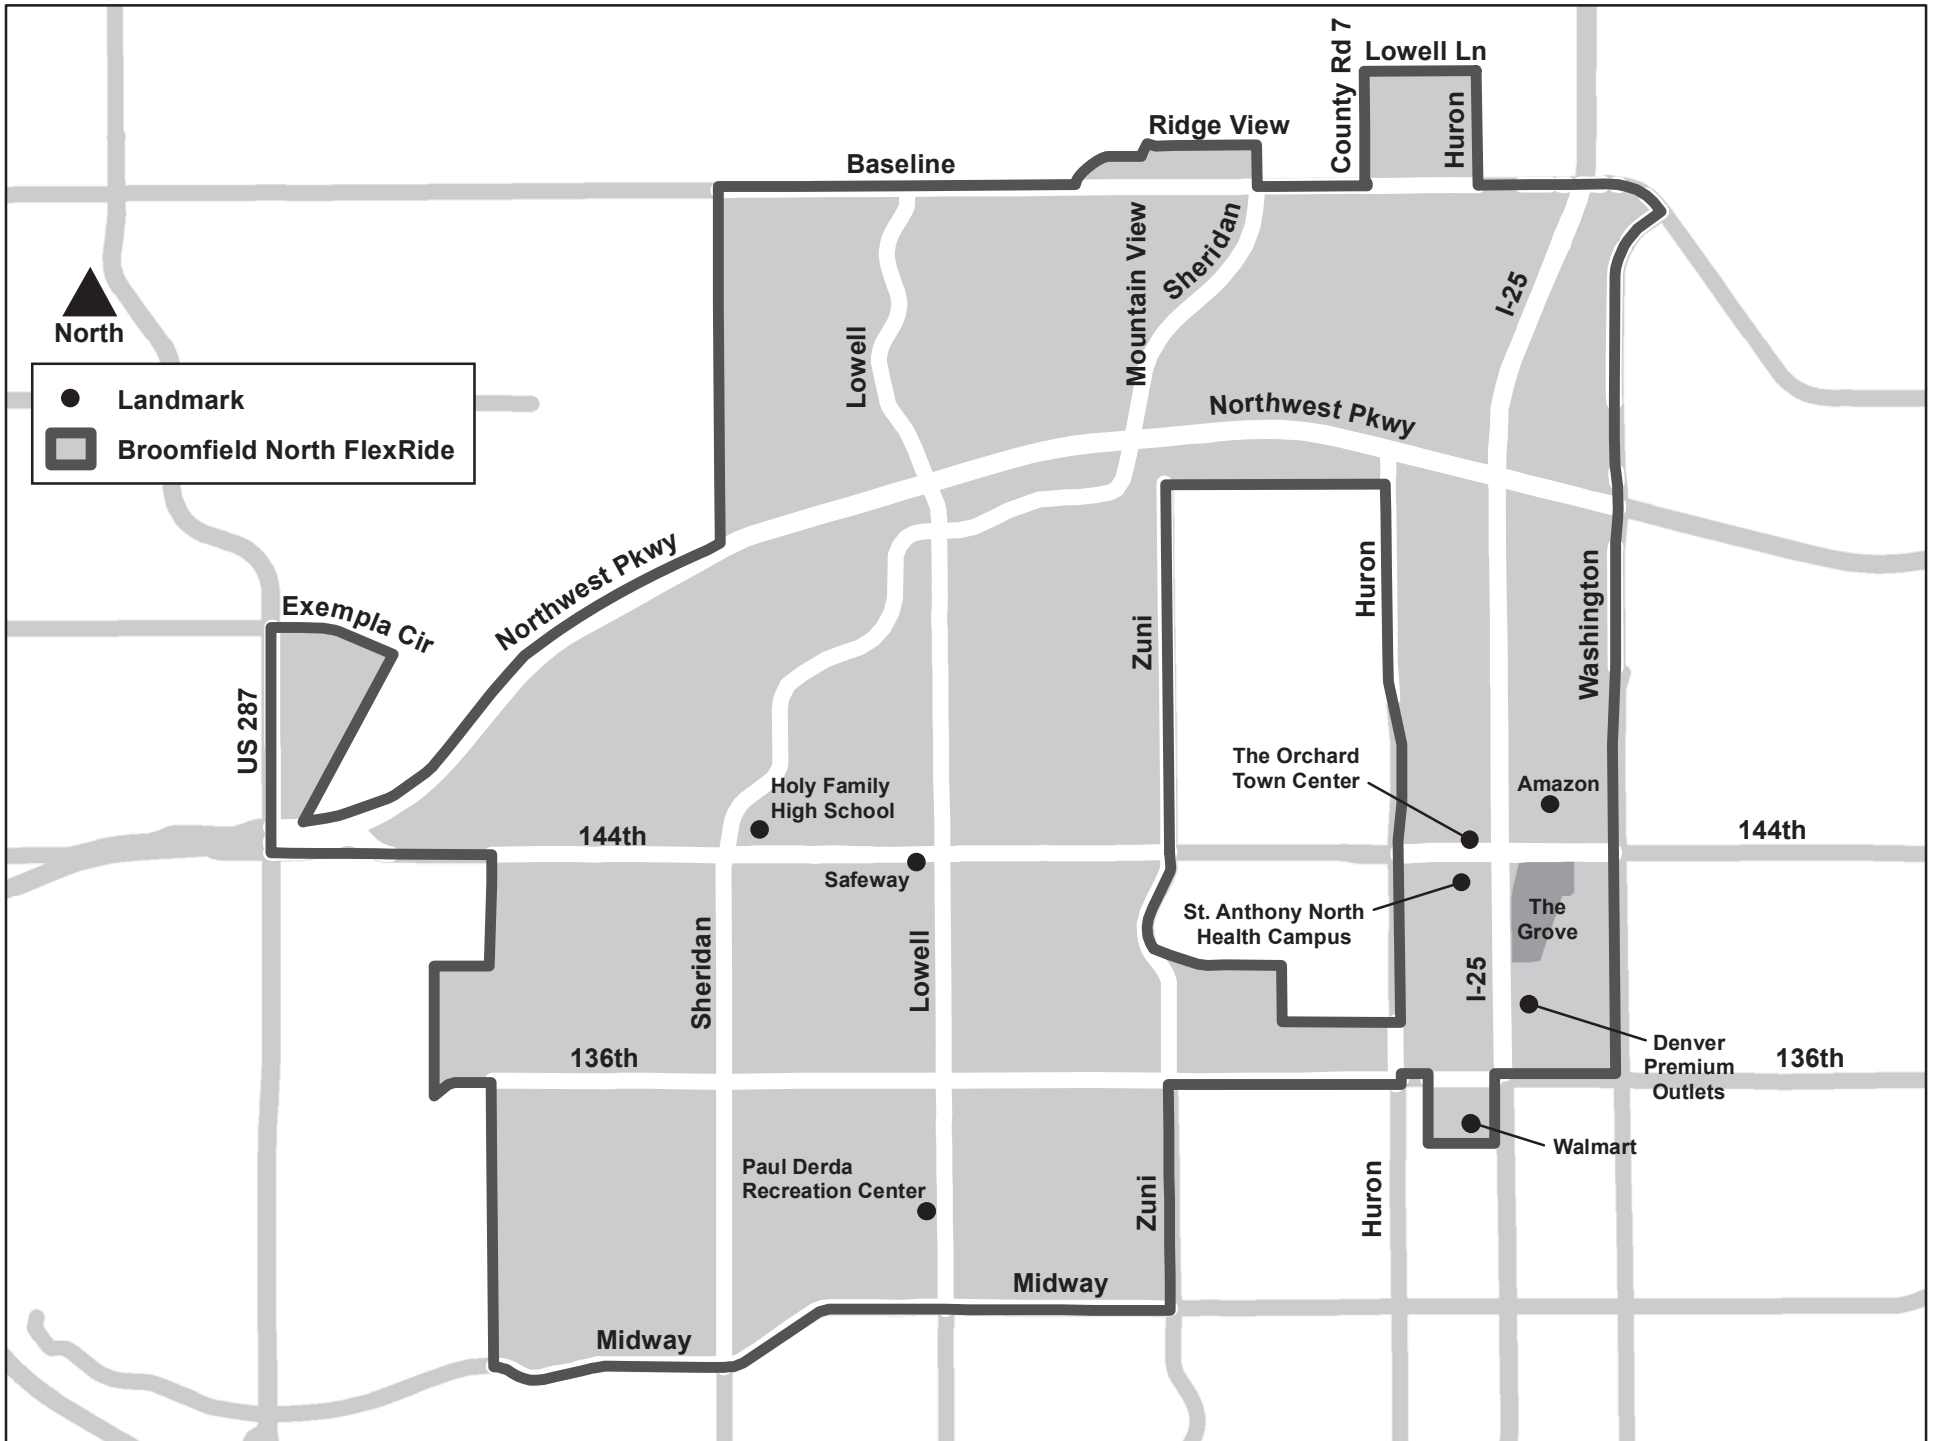 County Rd 7
Lowell Ln
Huron
Ridge View
Baseline
Mountain View
Sheridan
I-25
North
Lowell
Landmark
Broomfield North FlexRide
Northwest Pkwy
Northwest Pkwy
Exempla Cir
US 287
Zuni
Huron
Washington
The Orchard
Town Center
Amazon
Holy Family
High School
144th
144th
Safeway
St. Anthony North
Health Campus
The
Grove
Sheridan
Lowell
I-25
136th
Denver
Premium
Outlets
136th
Walmart
Paul Derda
Recreation Center
Zuni
Huron
Midway
Midway